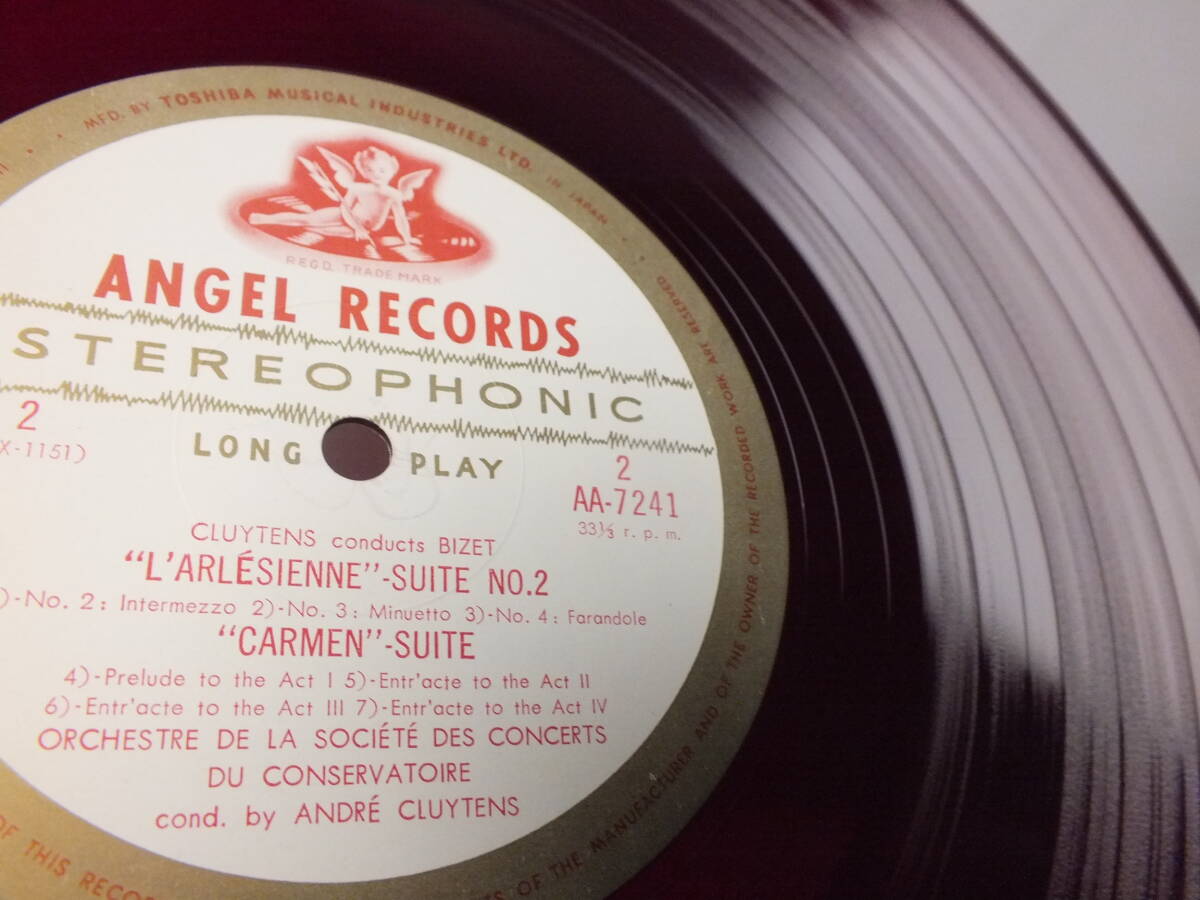 MFD. BY TOSHIBA MUSICAL INDUSTRIES LTD. IN JAPAN
REG'D. TRADE MARK
ANGEL RECORDS
STEREOPHONIC
LONG PLAY
2
X-1151)
2
AA-7241
33⅓ r. p. m.
CLUYTENS conducts BIZET
"L'ARLÉSIENNE"-SUITE NO.2
)-No. 2: Intermezzo 2)-No. 3: Minuetto 3)-No. 4: Farandole
"CARMEN"-SUITE
4)-Prelude to the Act I 5)-Entr'acte to the Act II
6)-Entr'acte to the Act III 7)-Entr'acte to the Act IV
ORCHESTRE DE LA SOCIÉTÉ DES CONCERTS
DU CONSERVATOIRE
cond. by ANDRÉ CLUYTENS
OF THE MANUFACTURER AND OF THE OWNER OF THE RECORDED WORK ARE RESERVED
OF THIS RECOR